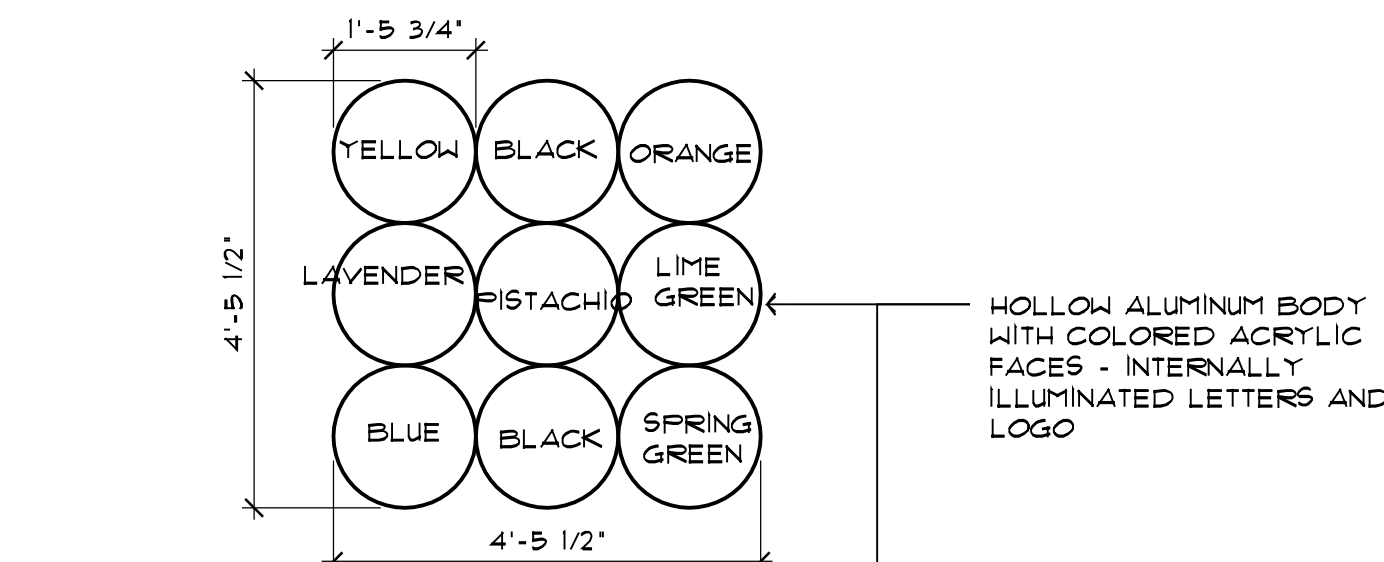 1'-5 3/4"
YELLOW BLACK ORANGE
4'-5 1/2"
LAVENDER PISTACHIO LIME
GREEN
BLUE BLACK SPRING
GREEN
4'-5 1/2"
HOLLOW ALUMINUM BODY
WITH COLORED ACRYLIC
FACES - INTERNALLY
ILLUMINATED LETTERS AND
LOGO